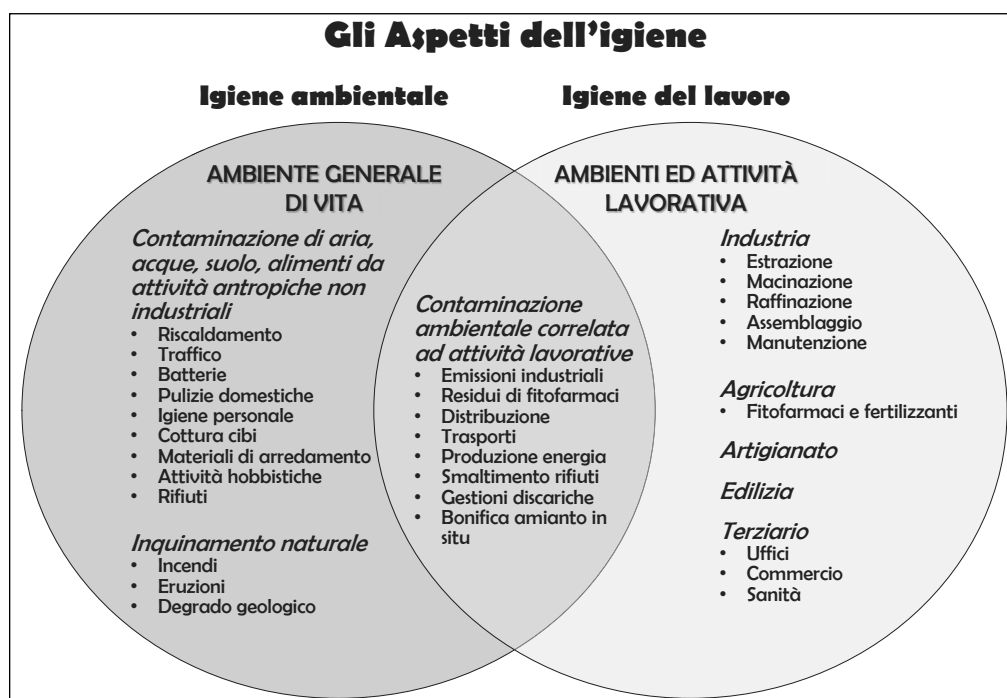 Gli Aspetti dell'igiene
Igiene ambientale
Igiene del lavoro
AMBIENTE GENERALE
DI VITA
Contaminazione di aria,
acque, suolo, alimenti da
attività antropiche non
industriali
• Riscaldamento
• Traffico
• Batterie
• Pulizie domestiche
• Igiene personale
• Cottura cibi
• Materiali di arredamento
• Attività hobbistiche
• Rifiuti
Inquinamento naturale
• Incendi
• Eruzioni
• Degrado geologico
Contaminazione
ambientale correlata
ad attività lavorative
• Emissioni industriali
• Residui di fitofarmaci
• Distribuzione
• Trasporti
• Produzione energia
• Smaltimento rifiuti
• Gestioni discariche
• Bonifica amianto in
situ
AMBIENTI ED ATTIVITÀ
LAVORATIVA
Industria
• Estrazione
• Macinazione
• Raffinazione
• Assemblaggio
• Manutenzione
Agricoltura
• Fitofarmaci e fertilizzanti
Artigianato
Edilizia
Terziario
• Uffici
• Commercio
• Sanità